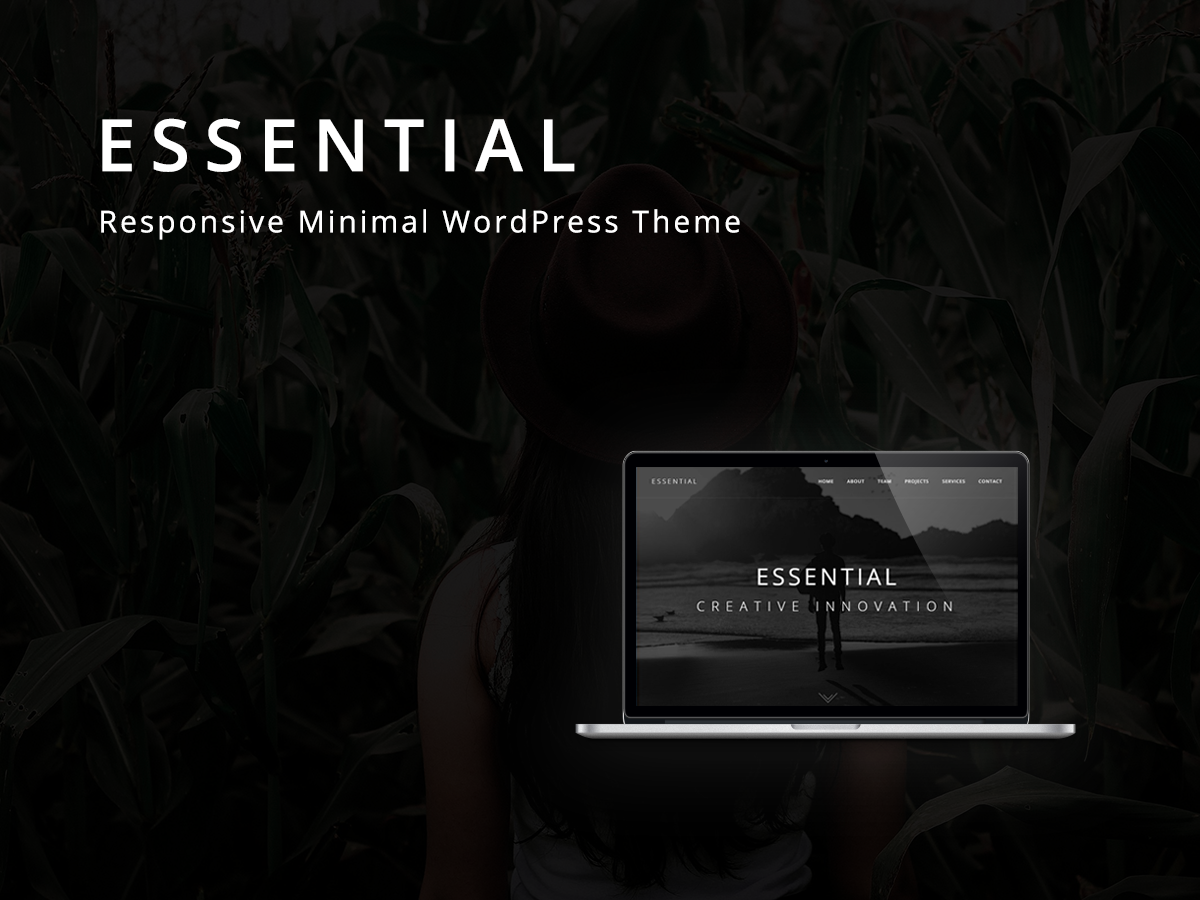 ESSENTIAL
Responsive Minimal WordPress Theme
ESSENTIAL HOME ABOUT TEAM PROJECTS SERVICES CONTACT
ESSENTIAL
CREATIVE INNOVATION